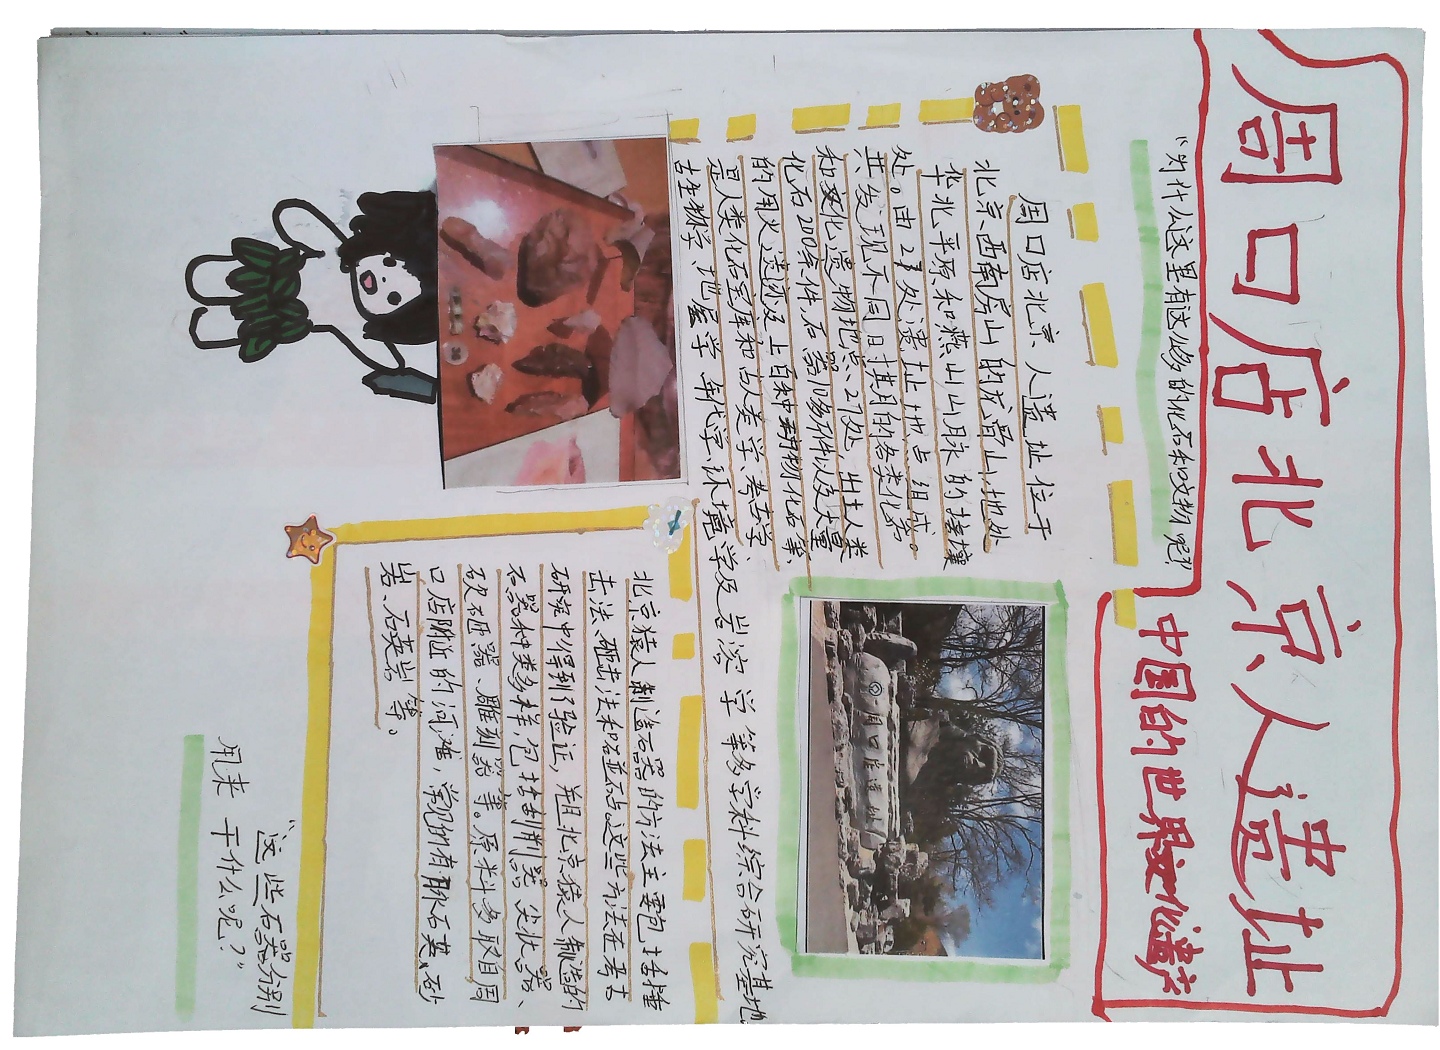 周口店北京人遗址
中国的世界文化遗产
“为什么这里有这么多的化石和文物呢?”
周口店北京人遗址位于
北京西南房山的龙骨山,地处
华北平原和燕山山脉的接壤
处。由27处遗址地点组成。
共发现不同时其月的各类化石
和文化遗物地点27处,出土人类
化石200余件,石器10多万件以及大量
的用火遗迹及上百种动物化石等、
是人类化石宝库和古人类学、考古学、
古生物学、地层学、年代学、环境学及岩溶学等多学科综合研究基地。
周口店遗址
北京猿人制造石器的方法主要包括捶
击法、砸击法和碰砧。这些方法在考古
研究中得到了验证,并且北京猿人制造的
石器种类多样,包括刮削器、尖状器、
砍砸器、雕刻器等。原料多取自周
口店附近的河滩,常见的有脉石英、砂
岩、石英岩等。
“这些石器分别
用来干什么呢?”